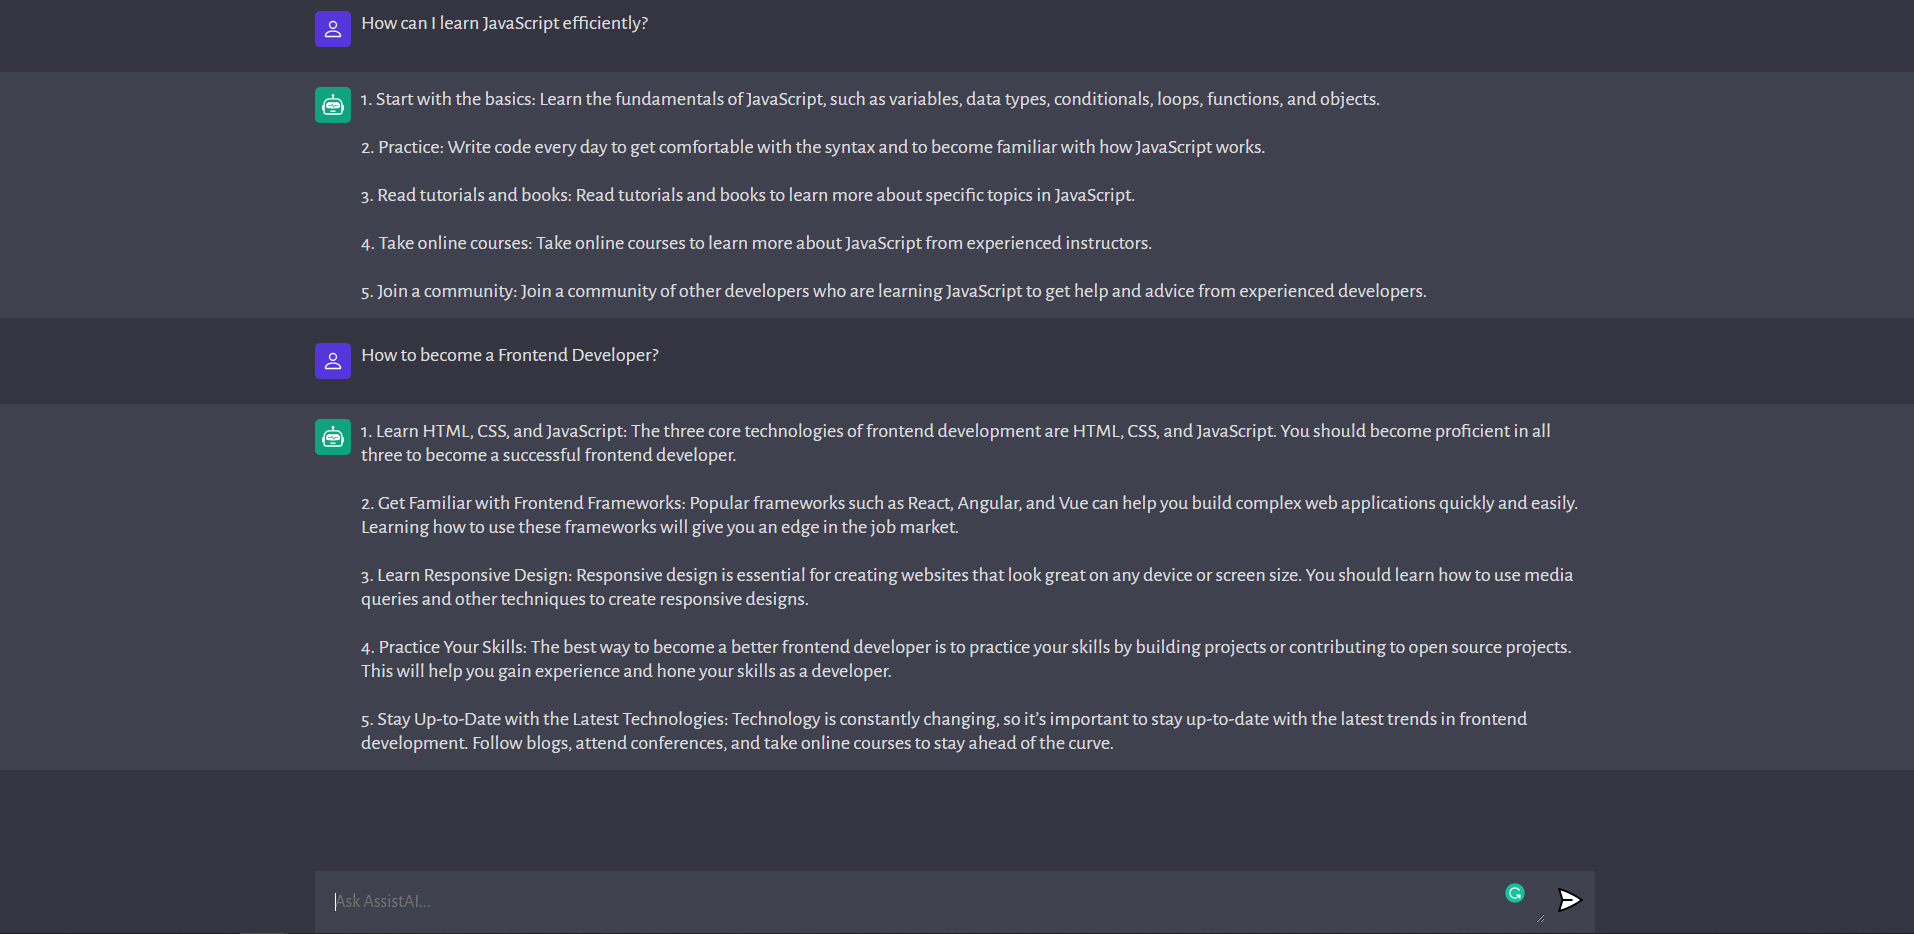 How can I learn JavaScript efficiently?
1. Start with the basics: Learn the fundamentals of JavaScript, such as variables, data types, conditionals, loops, functions, and objects.
2. Practice: Write code every day to get comfortable with the syntax and to become familiar with how JavaScript works.
3. Read tutorials and books: Read tutorials and books to learn more about specific topics in JavaScript.
4. Take online courses: Take online courses to learn more about JavaScript from experienced instructors.
5. Join a community: Join a community of other developers who are learning JavaScript to get help and advice from experienced developers.
How to become a Frontend Developer?
1. Learn HTML, CSS, and JavaScript: The three core technologies of frontend development are HTML, CSS, and JavaScript. You should become proficient in all
three to become a successful frontend developer.
2. Get Familiar with Frontend Frameworks: Popular frameworks such as React, Angular, and Vue can help you build complex web applications quickly and easily.
Learning how to use these frameworks will give you an edge in the job market.
3. Learn Responsive Design: Responsive design is essential for creating websites that look great on any device or screen size. You should learn how to use media
queries and other techniques to create responsive designs.
4. Practice Your Skills: The best way to become a better frontend developer is to practice your skills by building projects or contributing to open source projects.
This will help you gain experience and hone your skills as a developer.
5. Stay Up-to-Date with the Latest Technologies: Technology is constantly changing, so it’s important to stay up-to-date with the latest trends in frontend
development. Follow blogs, attend conferences, and take online courses to stay ahead of the curve.
Ask AssistAI...